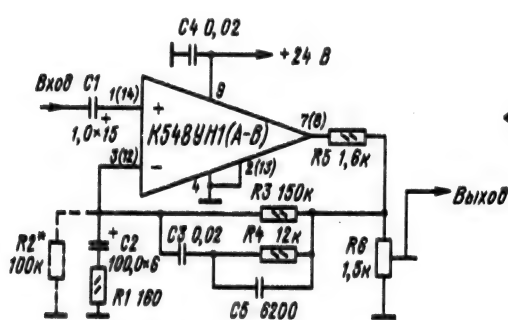 C4 0,02
+24 В
Вход
C1
1(14)
9
1,0×15
+
+
К548УН1(А-В)
7(8)
R5 1,6к
3(12)
−
4
2(13)
Выход
R3 150к
R2*
100к
+
C2
100,0×6
C3 0,02
R4 12к
R6
1,5к
R1 160
C5 6200